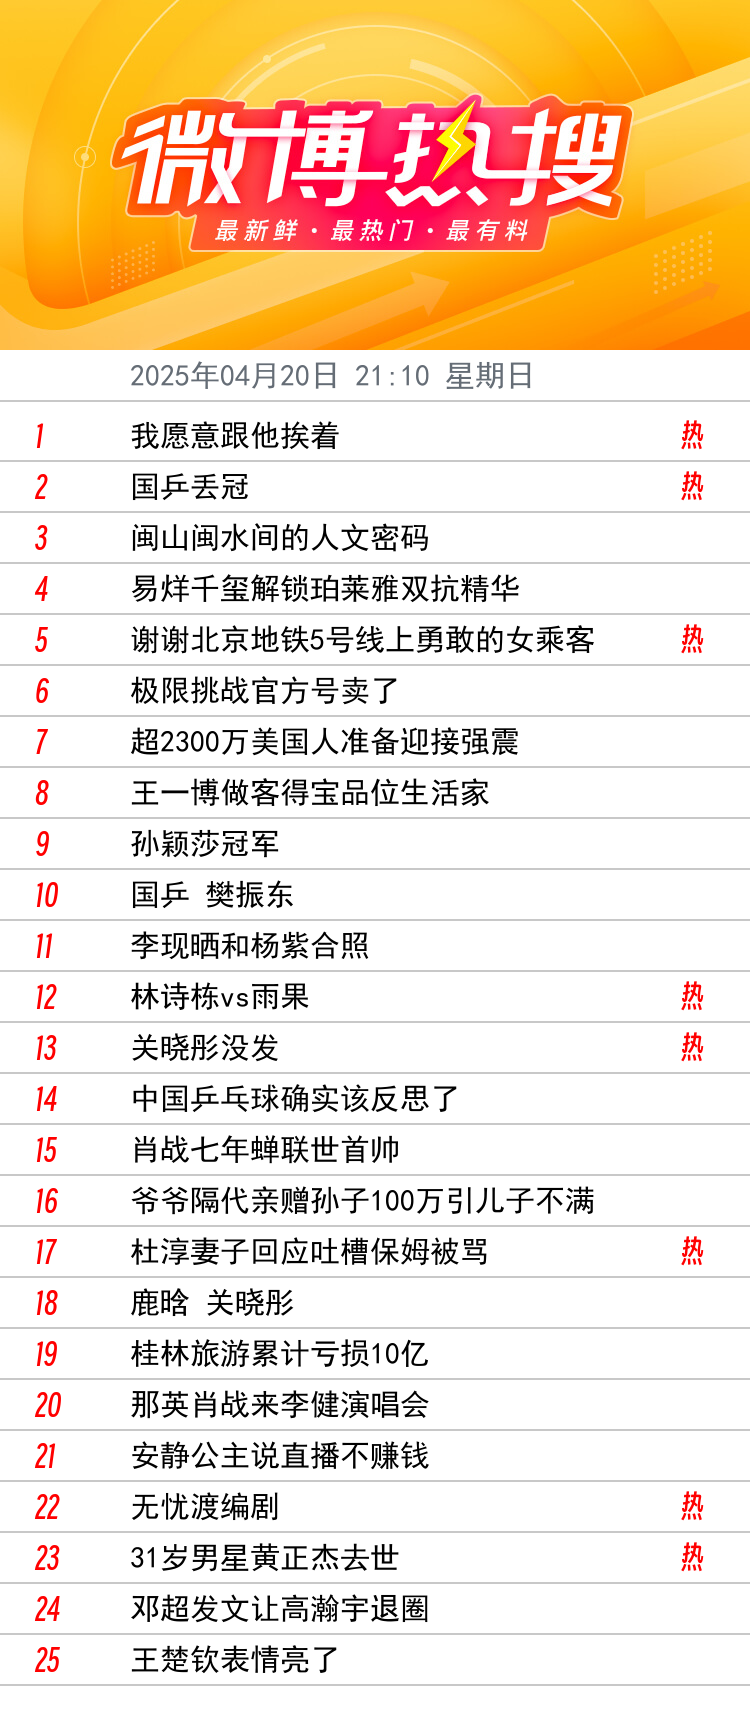 微博热搜
最新鲜·最热门·最有料
2025年04月20日 21:10 星期日
1 我愿意跟他挨着 热
2 国乒丢冠 热
3 闽山闽水间的人文密码
4 易烊千玺解锁珀莱雅双抗精华
5 谢谢北京地铁5号线上勇敢的女乘客 热
6 极限挑战官方号卖了
7 超2300万美国人准备迎接强震
8 王一博做客得宝品位生活家
9 孙颖莎冠军
10 国乒 樊振东
11 李现晒和杨紫合照
12 林诗栋vs雨果 热
13 关晓彤没发 热
14 中国乒乓球确实该反思了
15 肖战七年蝉联世首帅
16 爷爷隔代亲赠孙子100万引儿子不满
17 杜淳妻子回应吐槽保姆被骂 热
18 鹿晗 关晓彤
19 桂林旅游累计亏损10亿
20 那英肖战来李健演唱会
21 安静公主说直播不赚钱
22 无忧渡编剧 热
23 31岁男星黄正杰去世 热
24 邓超发文让高瀚宇退圈
25 王楚钦表情亮了